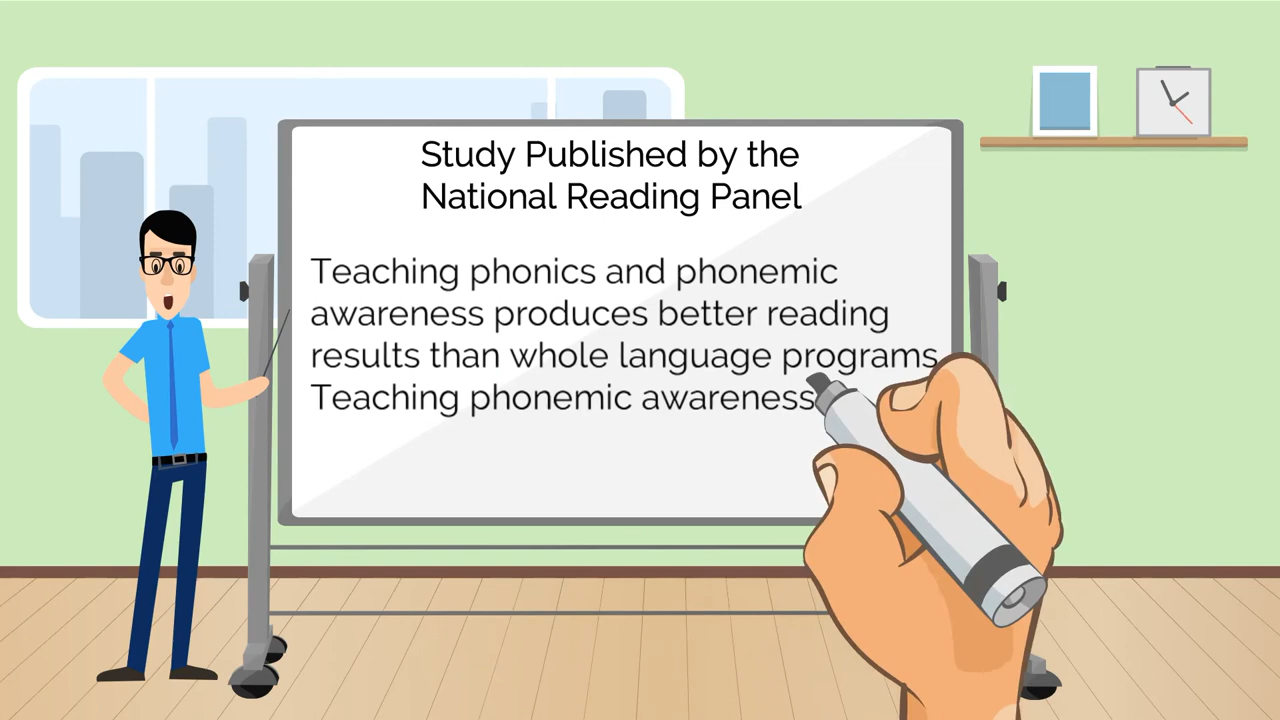 Study Published by the
National Reading Panel
Teaching phonics and phonemic
awareness produces better reading
results than whole language programs
Teaching phonemic awareness